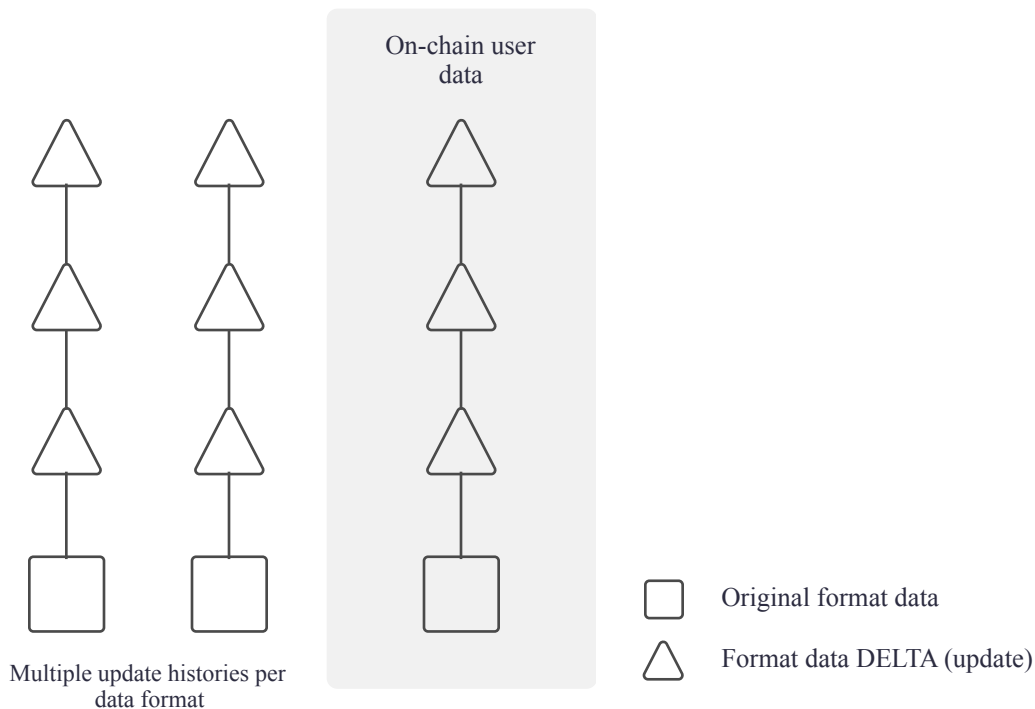 On-chain user
data
Original format data
Format data DELTA (update)
Multiple update histories per
data format